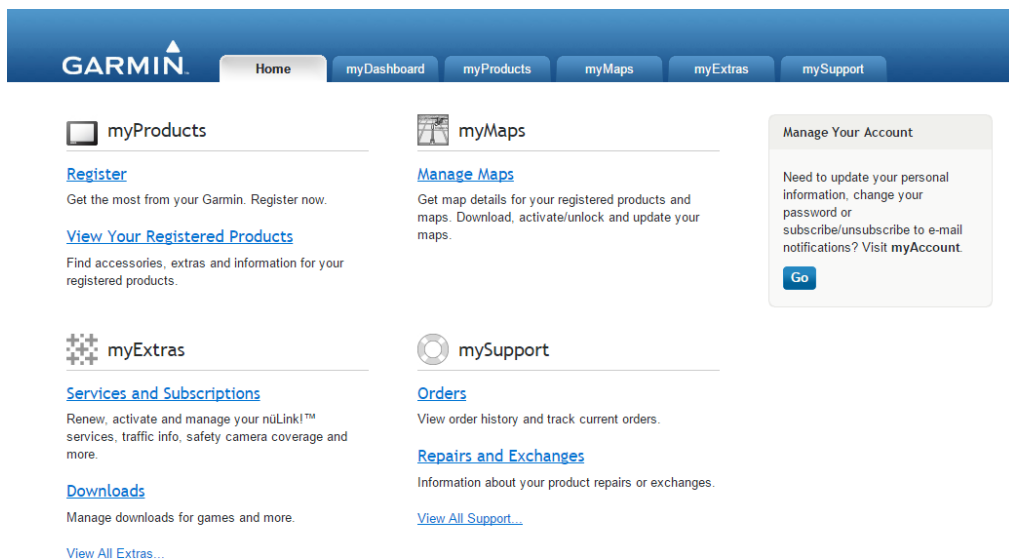 GARMIN
Home
myDashboard
myProducts
myMaps
myExtras
mySupport
myProducts
Register
Get the most from your Garmin. Register now.
View Your Registered Products
Find accessories, extras and information for your
registered products.
myMaps
Manage Maps
Get map details for your registered products and
maps. Download, activate/unlock and update your
maps.
Manage Your Account
Need to update your personal
information, change your
password or
subscribe/unsubscribe to e-mail
notifications? Visit myAccount.
Go
myExtras
Services and Subscriptions
Renew, activate and manage your nüLink!™
services, traffic info, safety camera coverage and
more.
Downloads
Manage downloads for games and more.
View All Extras...
mySupport
Orders
View order history and track current orders.
Repairs and Exchanges
Information about your product repairs or exchanges.
View All Support...